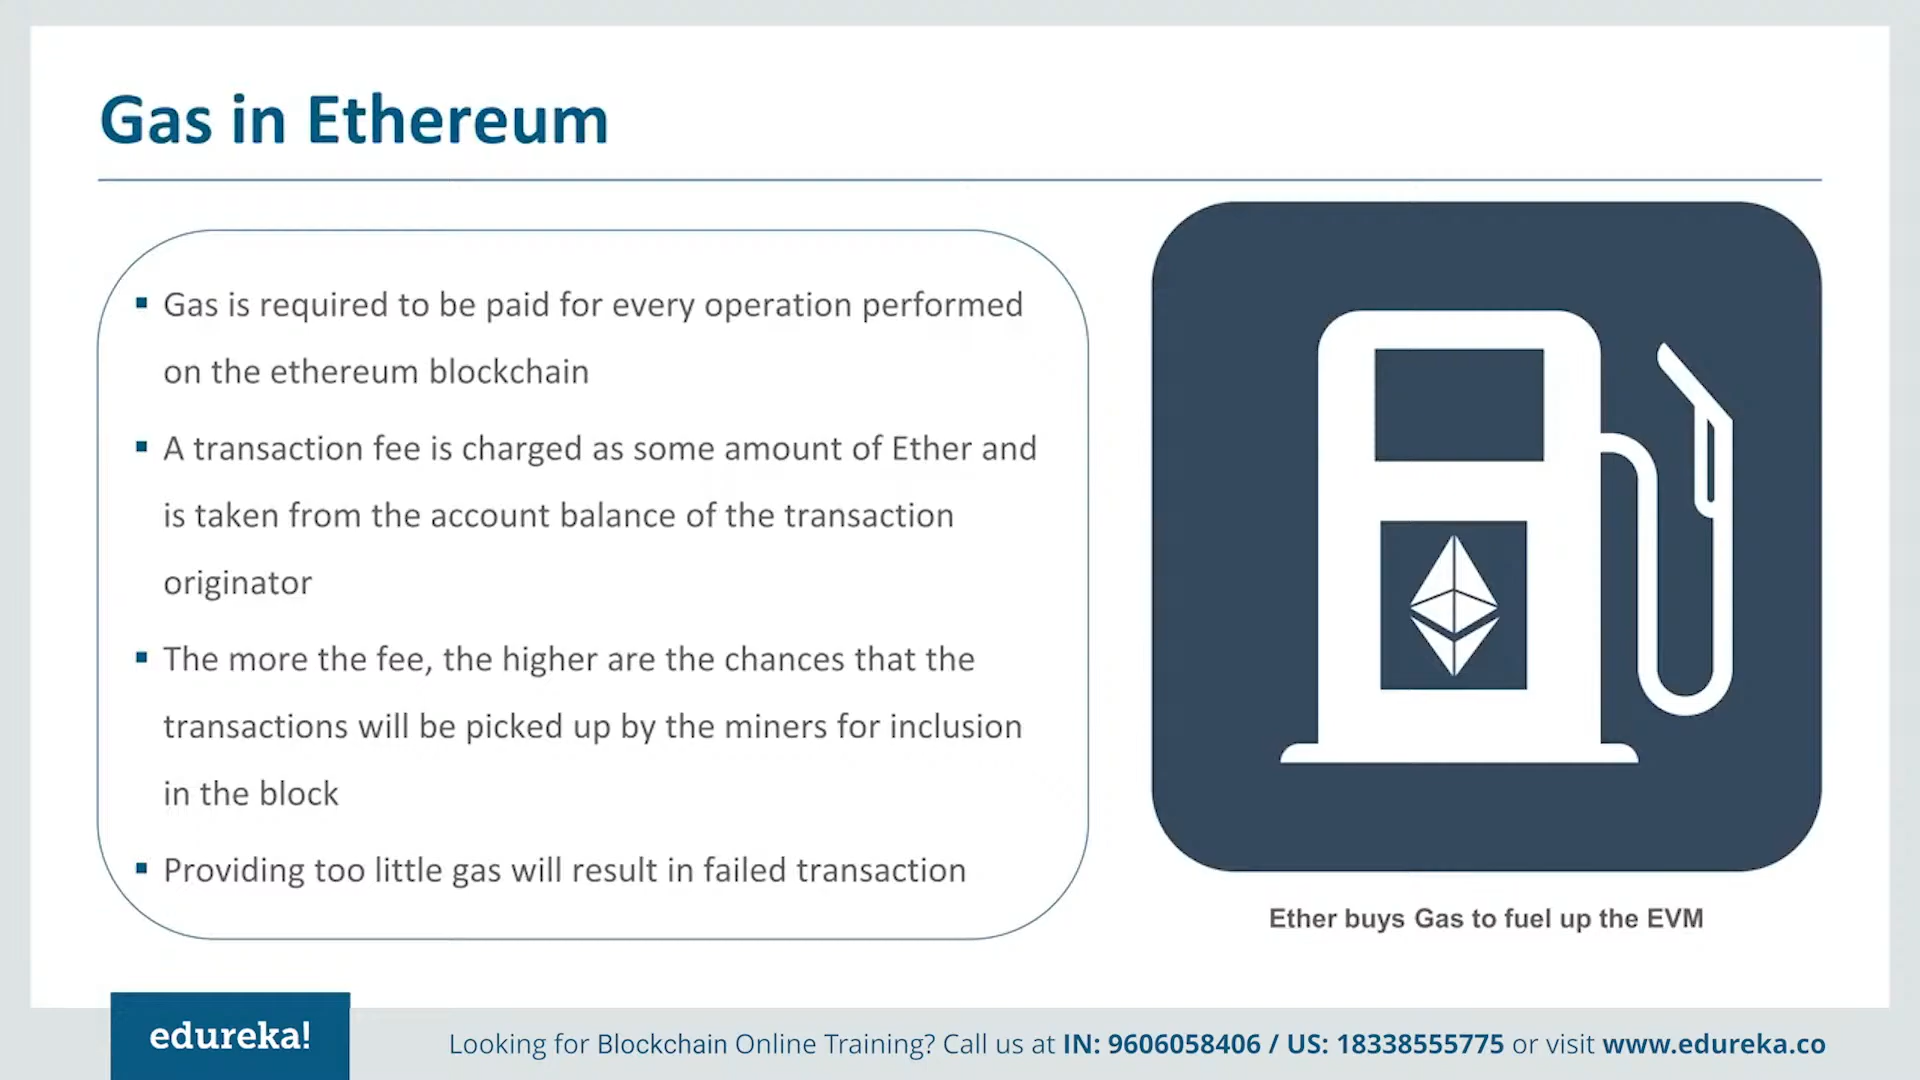 Gas in Ethereum
Gas is required to be paid for every operation performed
on the ethereum blockchain
A transaction fee is charged as some amount of Ether and
is taken from the account balance of the transaction
originator
The more the fee, the higher are the chances that the
transactions will be picked up by the miners for inclusion
in the block
Providing too little gas will result in failed transaction
Ether buys Gas to fuel up the EVM
edureka!
Looking for Blockchain Online Training? Call us at IN: 9606058406 / US: 18338555775 or visit www.edureka.co